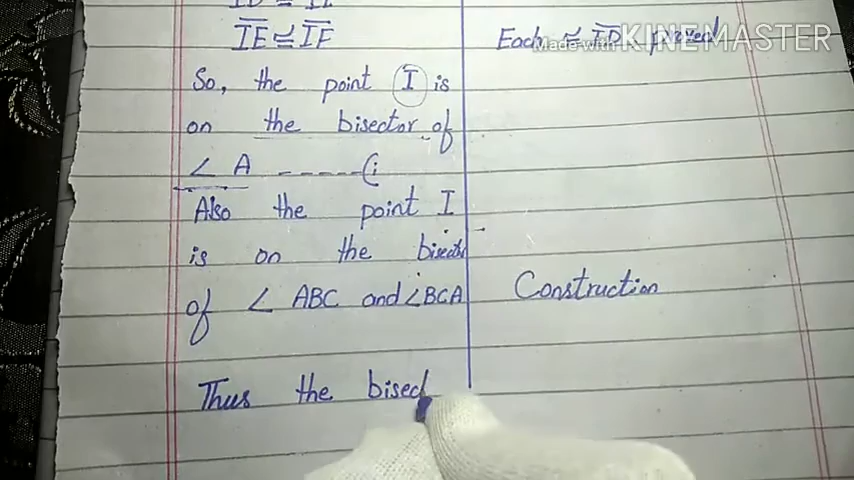 IE ≅ IF
Each ≅ ID proved
Made with KINEMASTER
So, the point I is
on the bisector of
∠ A -----(i
Also the point I
is on the bisector
of ∠ ABC and ∠BCA
Construction
Thus the bisec